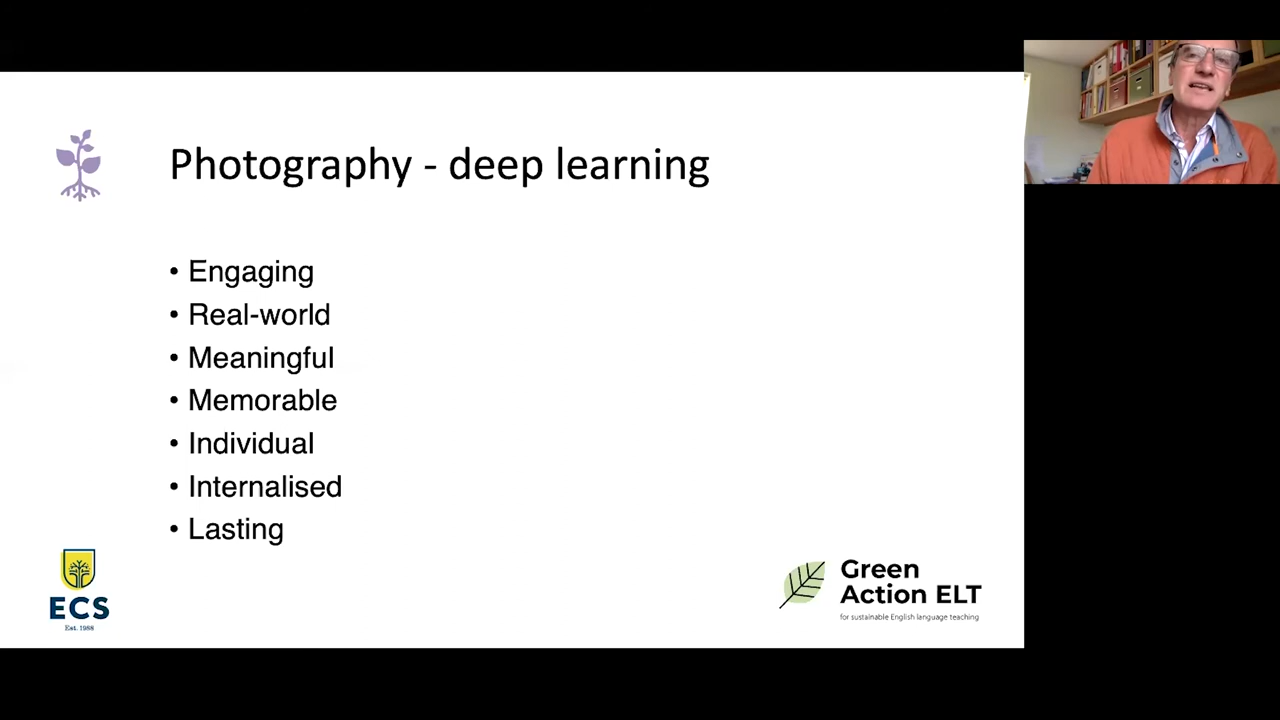 Photography - deep learning
• Engaging
• Real-world
• Meaningful
• Memorable
• Individual
• Internalised
• Lasting
ECS
Est. 1988
Green
Action ELT
for sustainable English language teaching